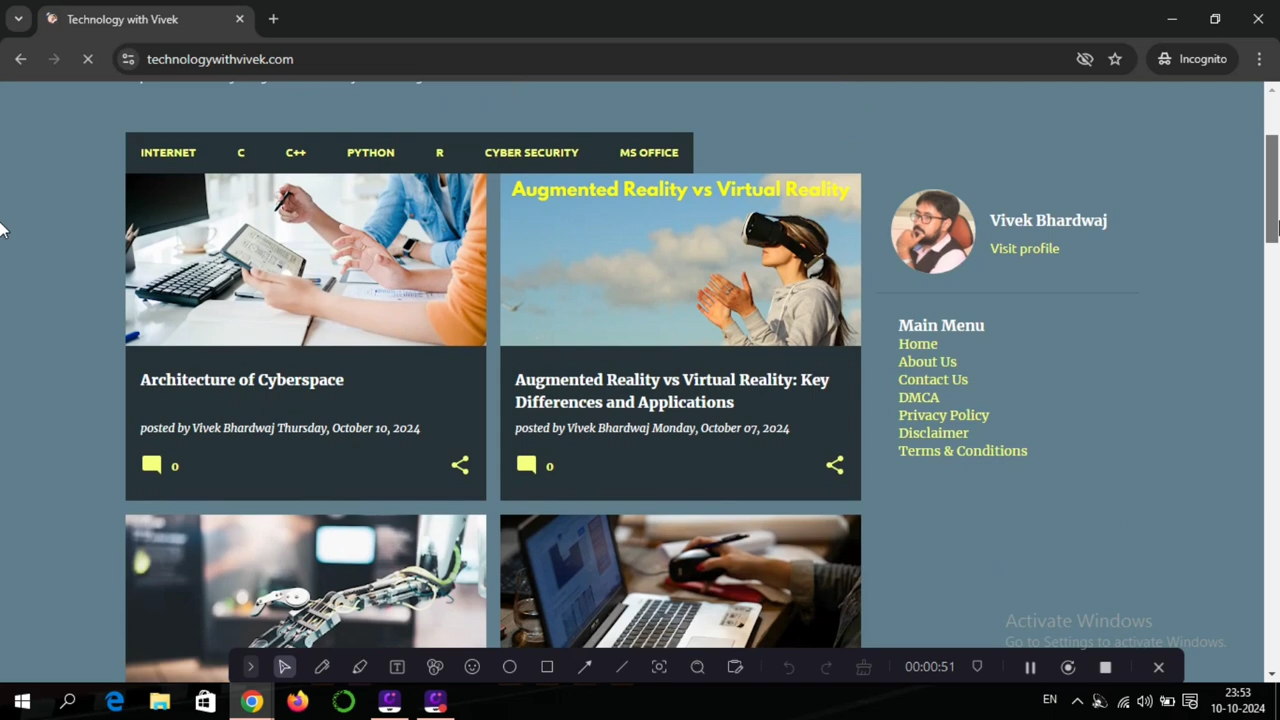 Technology with Vivek
technologywithvivek.com
Incognito
INTERNET C C++ PYTHON R CYBER SECURITY MS OFFICE
Augmented Reality vs Virtual Reality
Vivek Bhardwaj
Visit profile
Main Menu
Home
About Us
Contact Us
DMCA
Privacy Policy
Disclaimer
Terms & Conditions
Architecture of Cyberspace
posted by Vivek Bhardwaj Thursday, October 10, 2024
0
Augmented Reality vs Virtual Reality: Key
Differences and Applications
posted by Vivek Bhardwaj Monday, October 07, 2024
0
Activate Windows
Go to Settings to activate Windows.
00:00:51
EN
23:53
10-10-2024